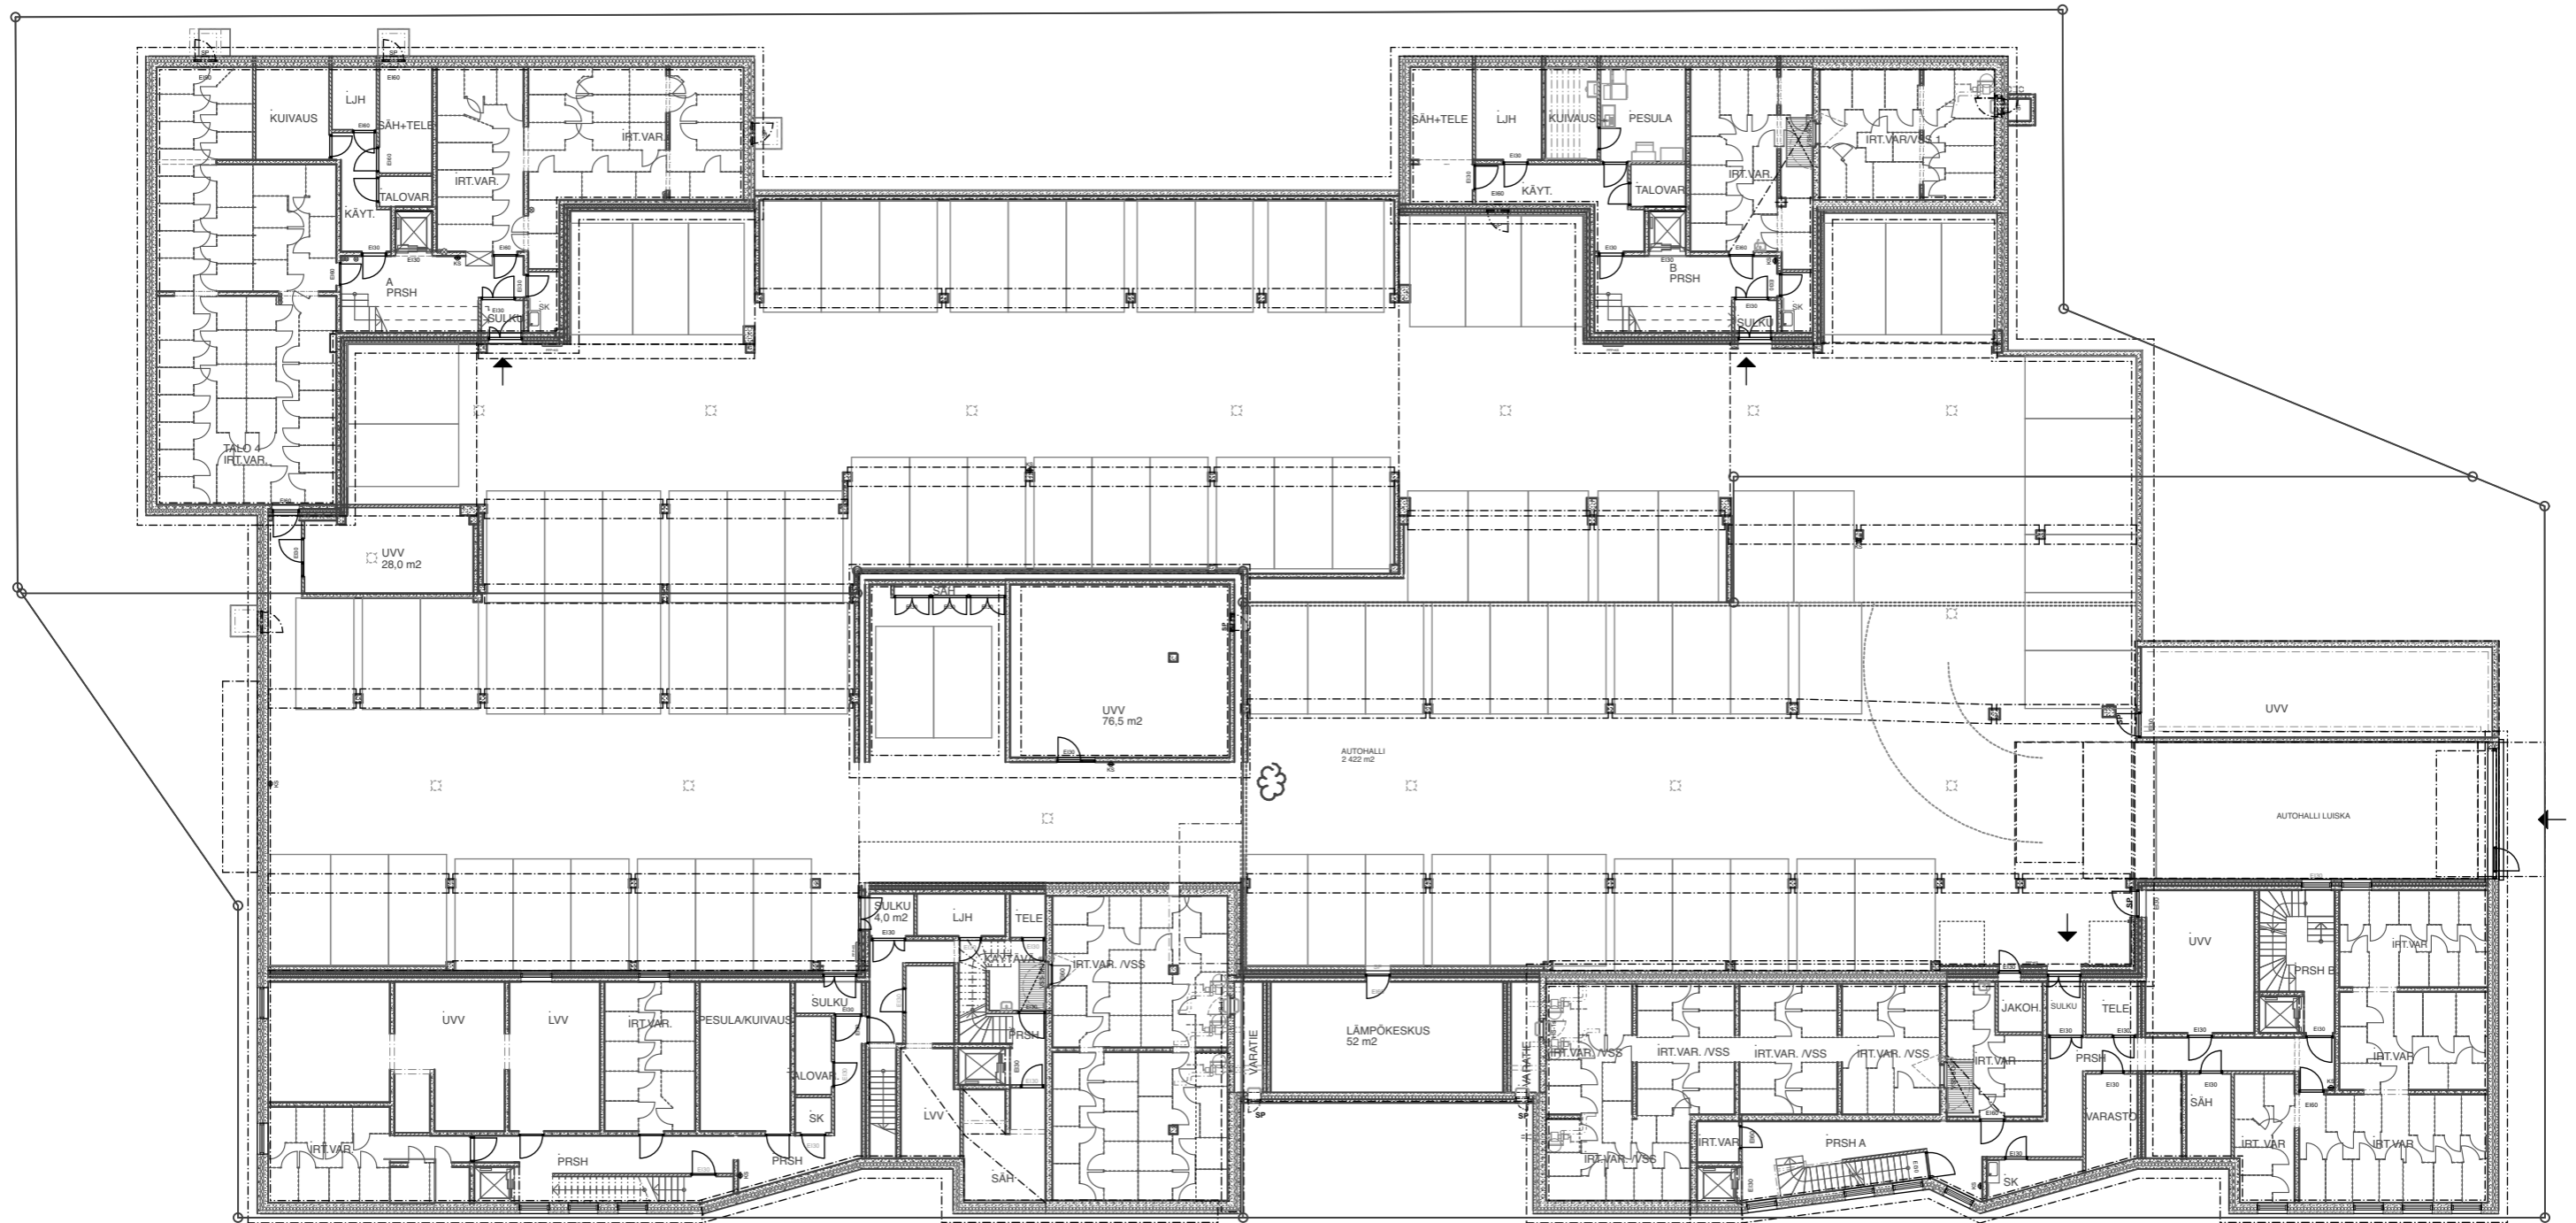 KUIVAUS
LJH
SÄH+TELE
IRT.VAR.
IRT.VAR.
TALOVAR.
KÄYT.
A
PRSH
SULKU
SK
TALO 4
IRT.VAR.
SÄH+TELE
LJH
KUIVAUS
PESULA
IRT.VAR/VSS 1
KÄYT.
TALOVAR
IRT.VAR.
B
PRSH
SULKU
SK
UVV
28,0 m2
SÄH
UVV
76,5 m2
AUTOHALLI
2 422 m2
UVV
AUTOHALLI LUISKA
SULKU
4,0 m2
LJH
TELE
KÄYTÄVÄ
IRT.VAR. /VSS
PRSH
UVV
LVV
IRT.VAR.
PESULA/KUIVAUS
SULKU
TALOVAR.
SK
LVV
SÄH
IRT.VAR.
PRSH
PRSH
VARATIE
LÄMPÖKESKUS
52 m2
VARATIE
SP
SP
IRT.VAR. /VSS
IRT.VAR. /VSS
IRT.VAR. /VSS
IRT.VAR. /VSS
IRT.VAR. /VSS
IRT.VAR
JAKOH.
SULKU
TELE
PRSH
IRT.VAR
PRSH A
SK
VARASTO
SÄH
UVV
PRSH B
IRT.VAR
IRT.VAR
IRT.VAR
IRT.VAR